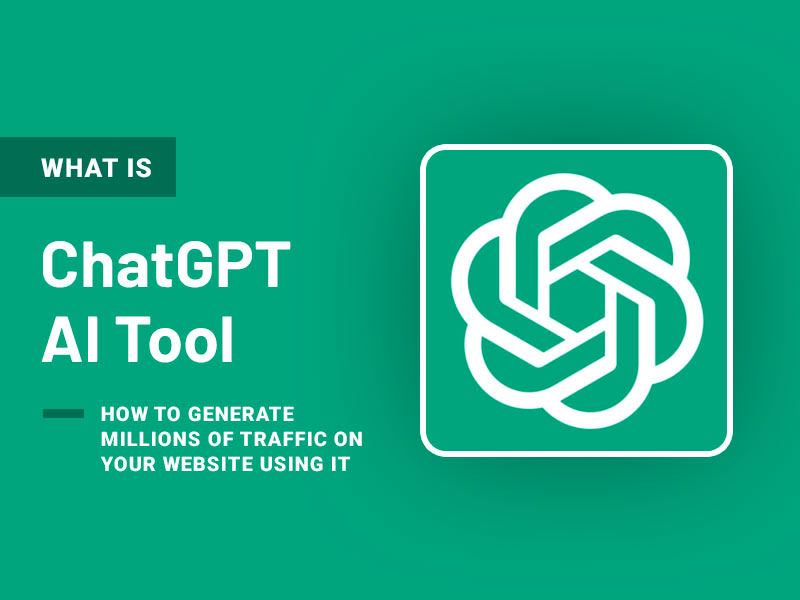 WHAT IS
ChatGPT
AI Tool
HOW TO GENERATE
MILLIONS OF TRAFFIC ON
YOUR WEBSITE USING IT